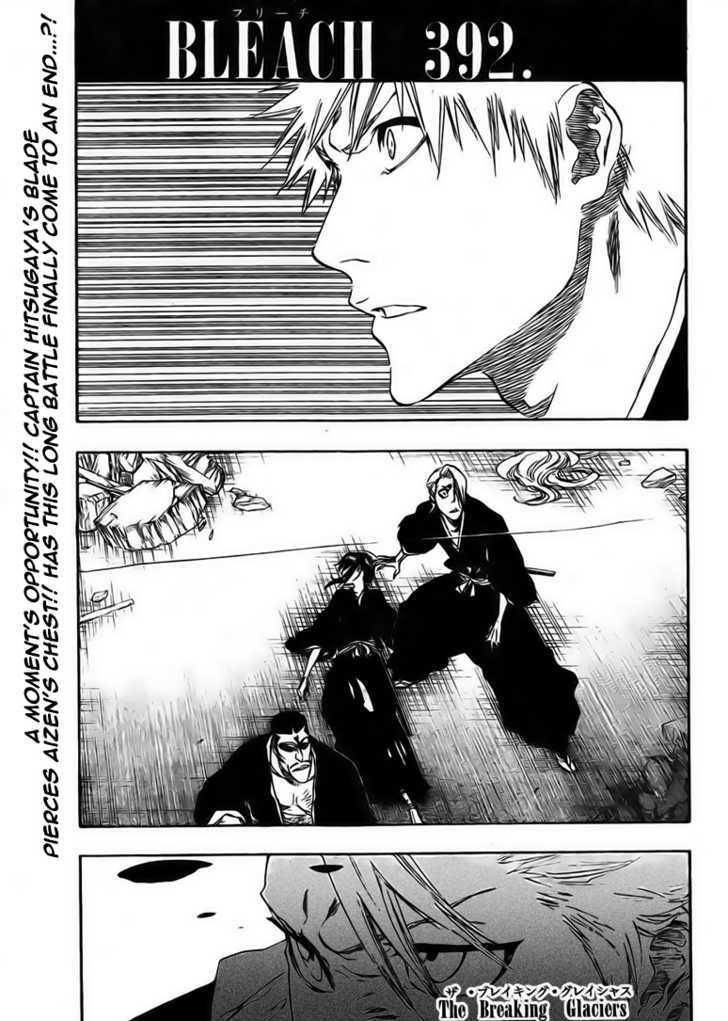 ブリーチ
BLEACH 392.
A MOMENT'S OPPORTUNITY!! CAPTAIN HITSUGAYA'S BLADE
PIERCES AIZEN'S CHEST!! HAS THIS LONG BATTLE FINALLY COME TO AN END...?!
ザ・ブレイキング・グレイシャス
The Breaking Glaciers